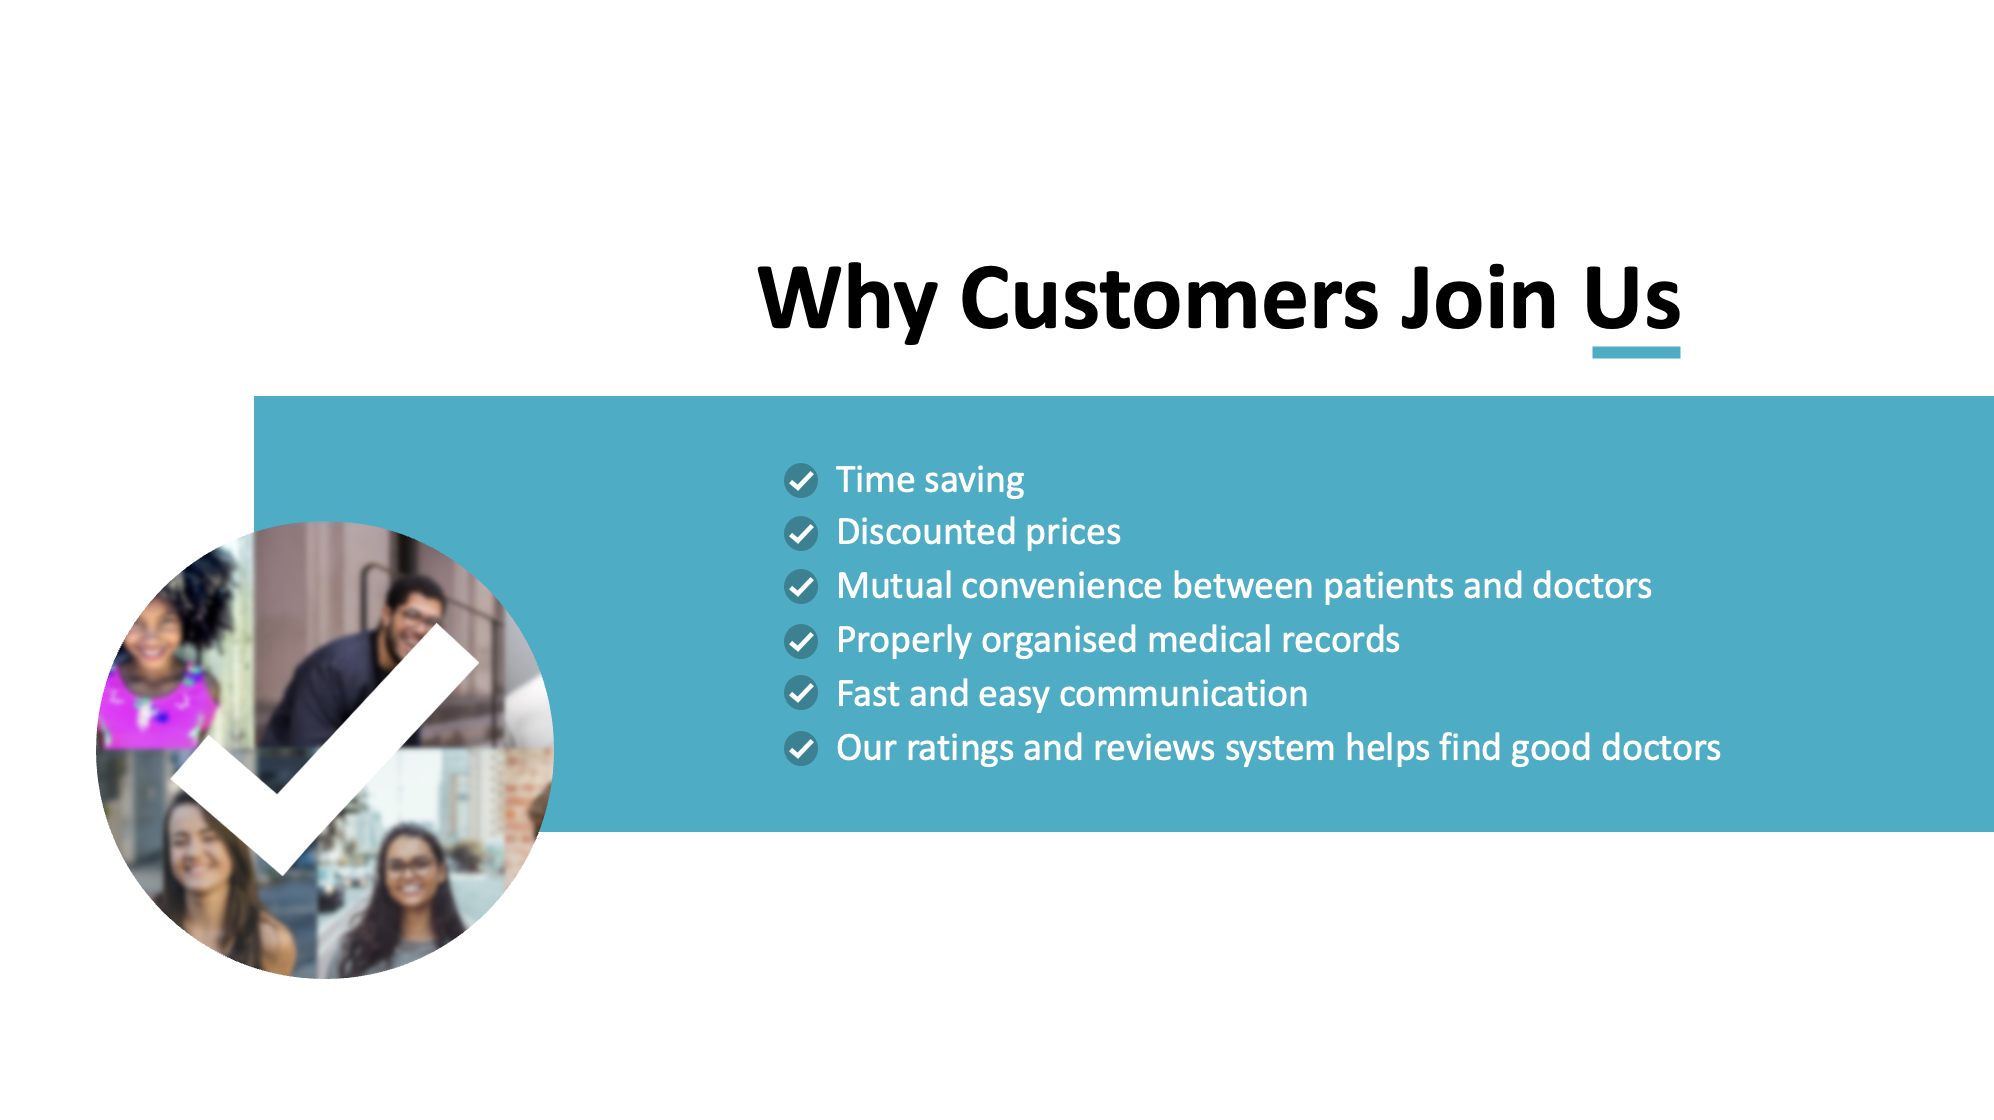 Why Customers Join Us
Time saving
Discounted prices
Mutual convenience between patients and doctors
Properly organised medical records
Fast and easy communication
Our ratings and reviews system helps find good doctors